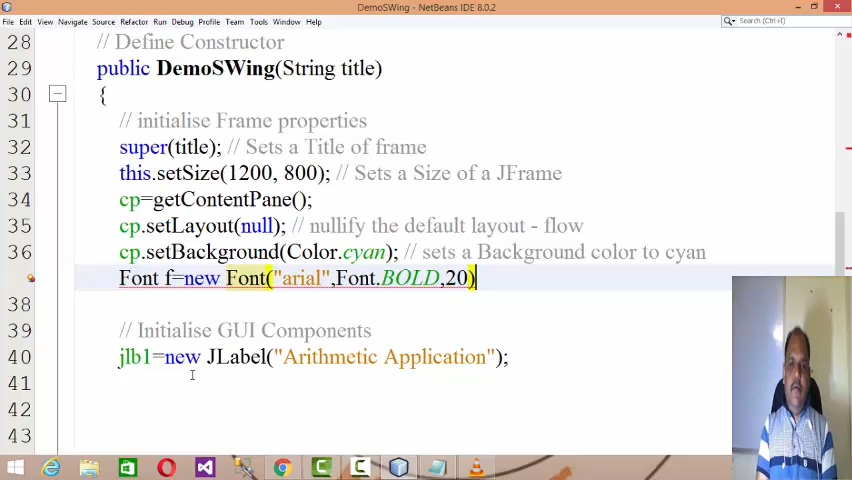 DemoSWing - NetBeans IDE 8.0.2
File Edit View Navigate Source Refactor Run Debug Profile Team Tools Window Help
Search (Ctrl+I)
28 // Define Constructor
29 public DemoSWing(String title)
30 {
31 // initialise Frame properties
32 super(title); // Sets a Title of frame
33 this.setSize(1200, 800); // Sets a Size of a JFrame
34 cp=getContentPane();
35 cp.setLayout(null); // nullify the default layout - flow
36 cp.setBackground(Color.cyan); // sets a Background color to cyan
Font f=new Font("arial",Font.BOLD,20)
38
39 // Initialise GUI Components
40 jlb1=new JLabel("Arithmetic Application");
41
42
43